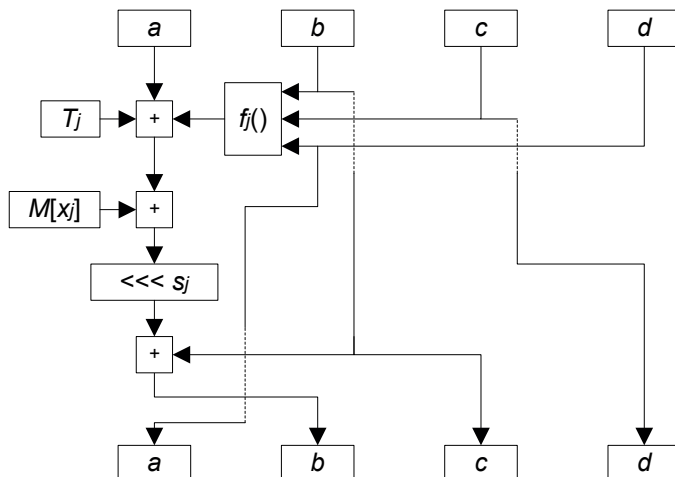 a b c d
Tj + fj()
M[xj] +
<<< sj
+
a b c d